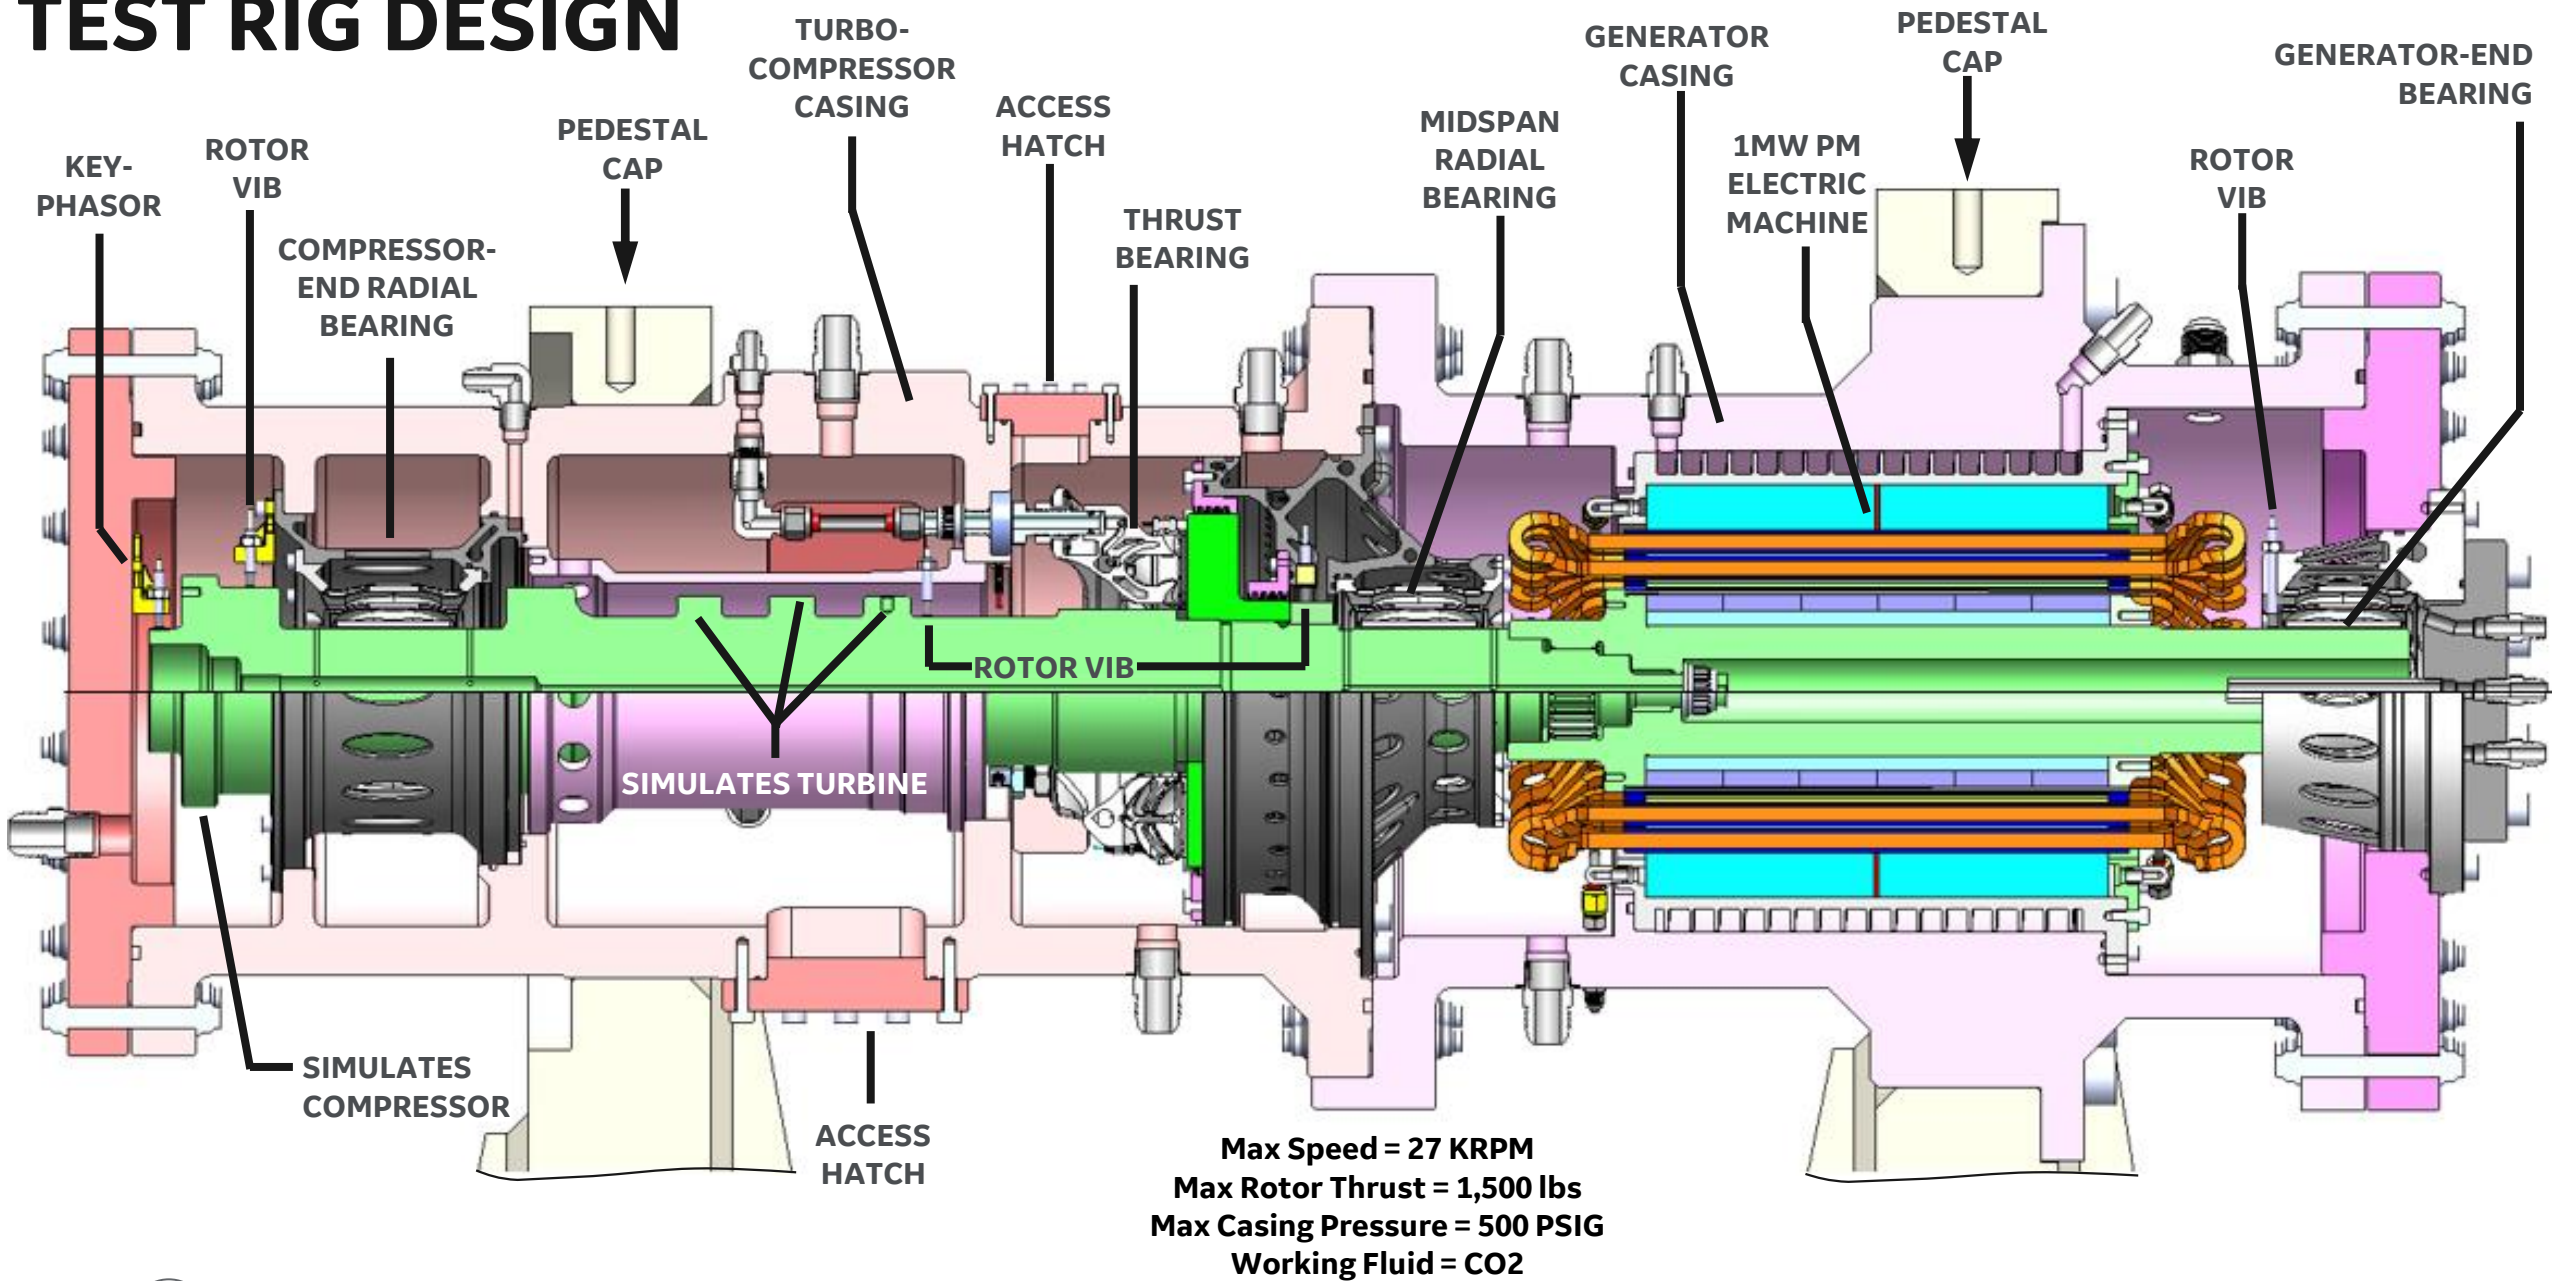 TEST RIG DESIGN
KEY-
PHASOR
ROTOR
VIB
COMPRESSOR-
END RADIAL
BEARING
PEDESTAL
CAP
TURBO-
COMPRESSOR
CASING
ACCESS
HATCH
THRUST
BEARING
MIDSPAN
RADIAL
BEARING
GENERATOR
CASING
1MW PM
ELECTRIC
MACHINE
PEDESTAL
CAP
ROTOR
VIB
GENERATOR-END
BEARING
ROTOR VIB
SIMULATES TURBINE
SIMULATES
COMPRESSOR
ACCESS
HATCH
Max Speed = 27 KRPM
Max Rotor Thrust = 1,500 lbs
Max Casing Pressure = 500 PSIG
Working Fluid = CO2